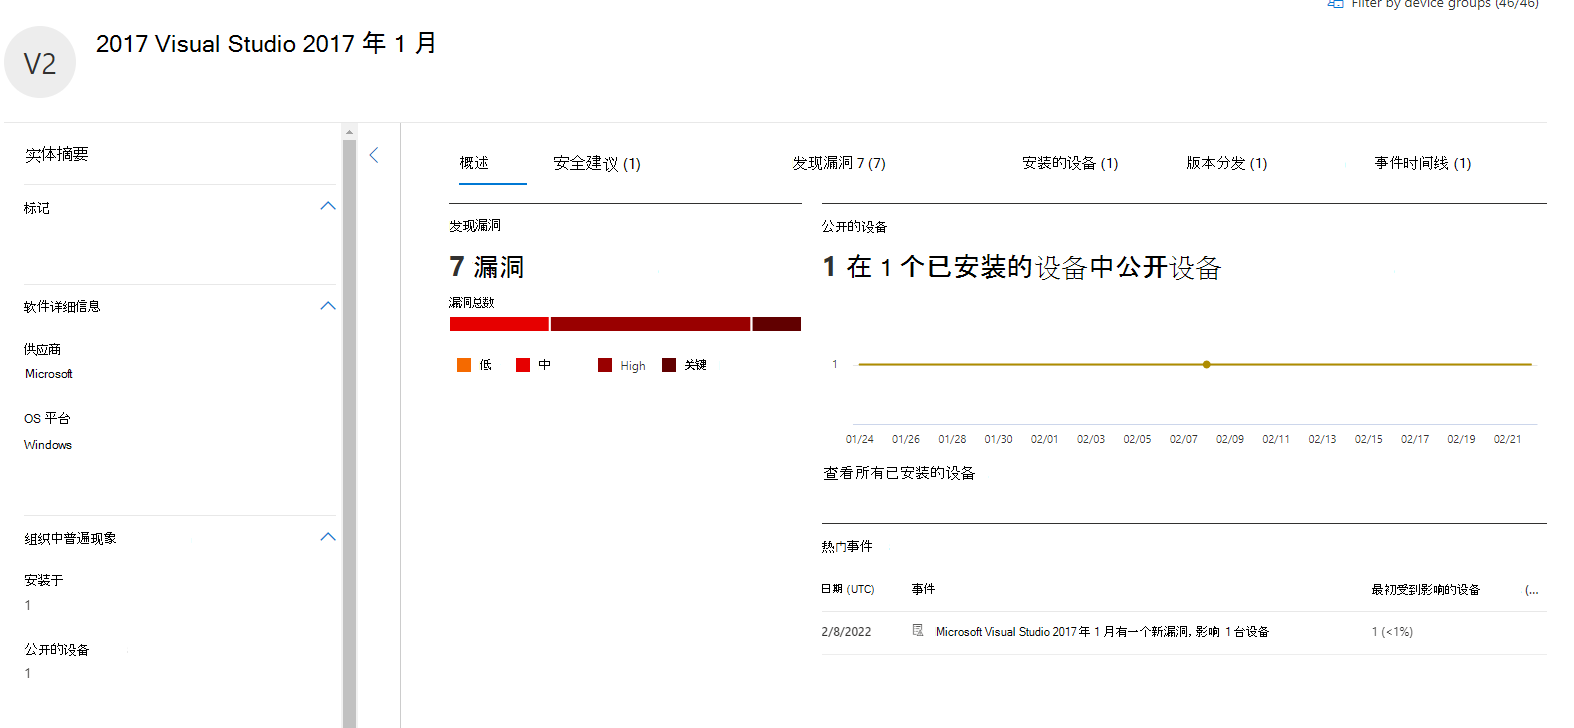 Filter by device groups (46/46)
V2
2017 Visual Studio 2017 年 1 月
实体摘要
标记
软件详细信息
供应商
Microsoft
OS 平台
Windows
组织中普遍现象
安装于
1
公开的设备
1
概述
安全建议 (1)
发现漏洞 7 (7)
安装的设备 (1)
版本分发 (1)
事件时间线 (1)
发现漏洞
7 漏洞
漏洞总数
低 中 High 关键
公开的设备
1 在 1 个已安装的设备中公开设备
1
01/24 01/26 01/28 01/30 02/01 02/03 02/05 02/07 02/09 02/11 02/13 02/15 02/17 02/19 02/21
查看所有已安装的设备
热门事件
日期 (UTC) 事件 最初受到影响的设备 (...
2/8/2022 Microsoft Visual Studio 2017 年 1 月有一个新漏洞, 影响 1 台设备 1 (<1%)